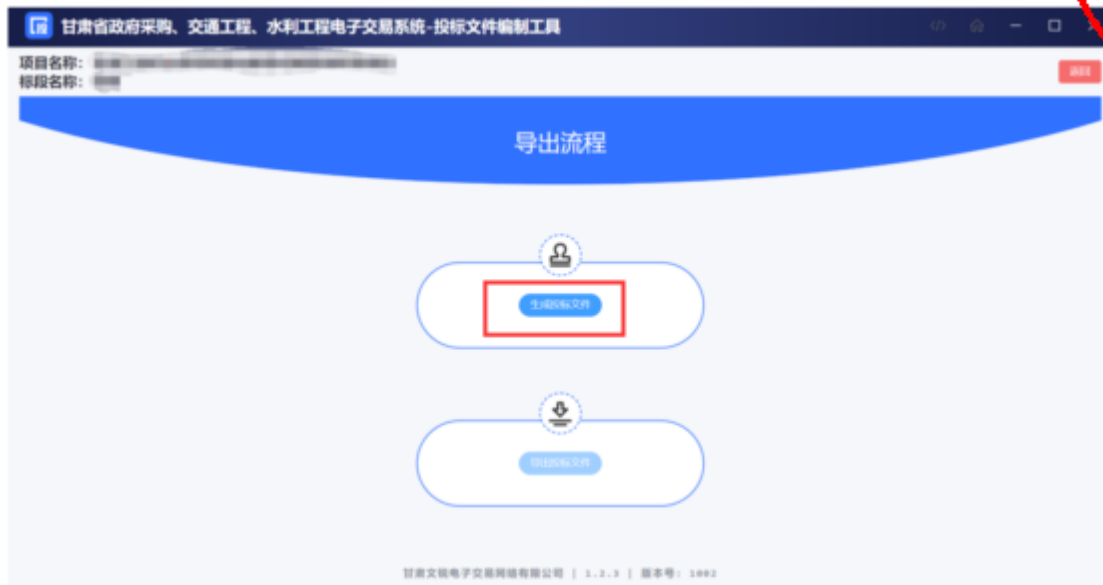 投 甘肃省政府采购、交通工程、水利工程电子交易系统-投标文件编制工具
项目名称：
标段名称：
返回
导出流程
生成投标文件
导出投标文件
甘肃文锐电子交易网络有限公司 | 1.2.3 | 版本号: 1002